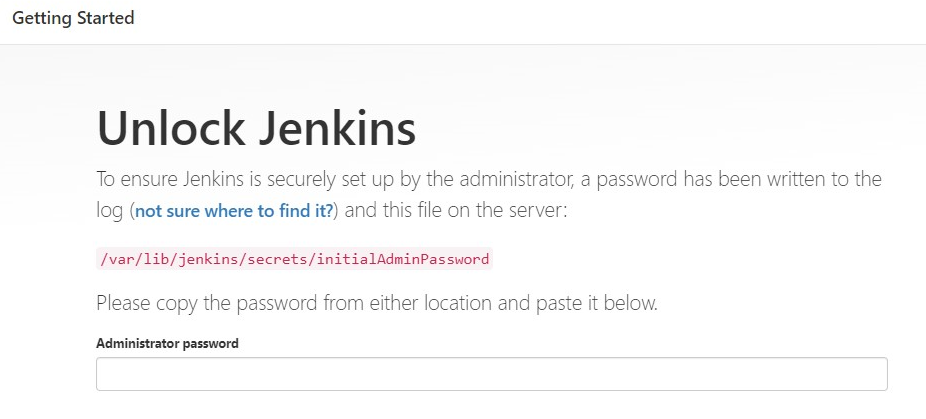 Getting Started
Unlock Jenkins
To ensure Jenkins is securely set up by the administrator, a password has been written to the
log (not sure where to find it?) and this file on the server:
/var/lib/jenkins/secrets/initialAdminPassword
Please copy the password from either location and paste it below.
Administrator password